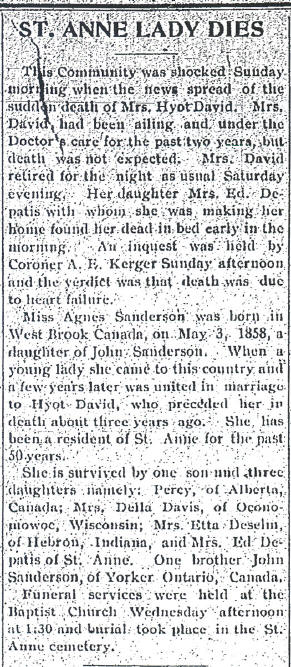 ST. ANNE LADY DIES
This Community was shocked Sunday
morning when the news spread of the
sudden death of Mrs. Hyot David. Mrs.
David, had been ailing and under the
Doctor's care for the past two years, but
death was not expected. Mrs. David
retired for the night as usual Saturday
evening. Her daughter Mrs. Ed. De-
patis with whom she was making her
home found her dead in bed early in the
morning. An inquest was held by
Coroner A. E. Kerger Sunday afternoon
and the verdict was that death was due
to heart failure.
Miss Agnes Sanderson was born in
West Brook Canada, on May 3, 1858, a
daughter of John Sanderson. When a
young lady she came to this country and
a few years later was united in marriage
to Hyot David, who preceded her in
death about three years ago. She has
been a resident of St. Anne for the past
50 years.
She is survived by one son and three
daughters namely: Percy, of Alberta,
Canada; Mrs. Della Davis, of Ocono-
mowoc, Wisconsin; Mrs. Etta Deselm,
of Hebron, Indiana, and Mrs. Ed De-
patis of St. Anne. One brother John
Sanderson, of Yorker Ontario, Canada.
Funeral services were held at the
Baptist Church Wednesday afternoon
at 1:30 and burial took place in the St.
Anne cemetery.